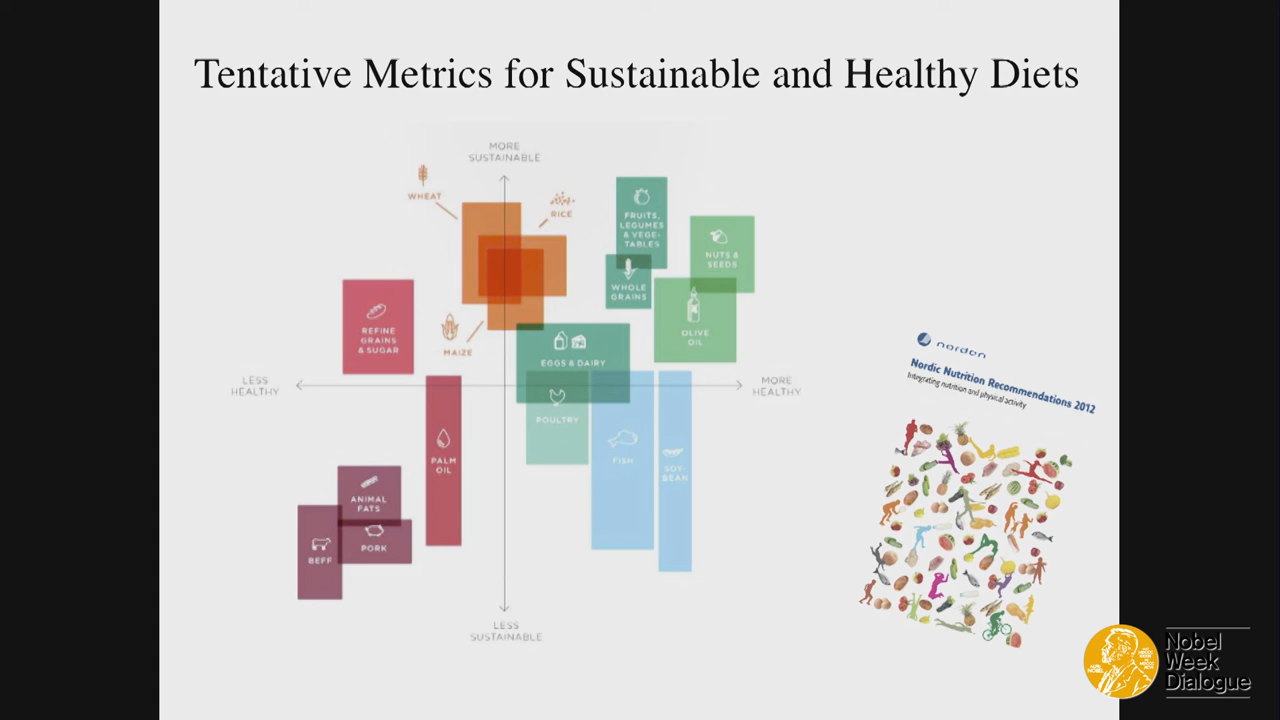 Tentative Metrics for Sustainable and Healthy Diets
MORE
SUSTAINABLE
WHEAT
RICE
FRUITS,
LEGUMES
& VEGE-
TABLES
NUTS &
SEEDS
WHOLE
GRAINS
REFINE
GRAINS
& SUGAR
OLIVE
OIL
MAIZE
EGGS & DAIRY
LESS
HEALTHY
MORE
HEALTHY
POULTRY
FISH
SOY-
BEAN
PALM
OIL
ANIMAL
FATS
PORK
BEFF
LESS
SUSTAINABLE
norden
Nordic Nutrition Recommendations 2012
Integrating nutrition and physical activity
Nobel
Week
Dialogue